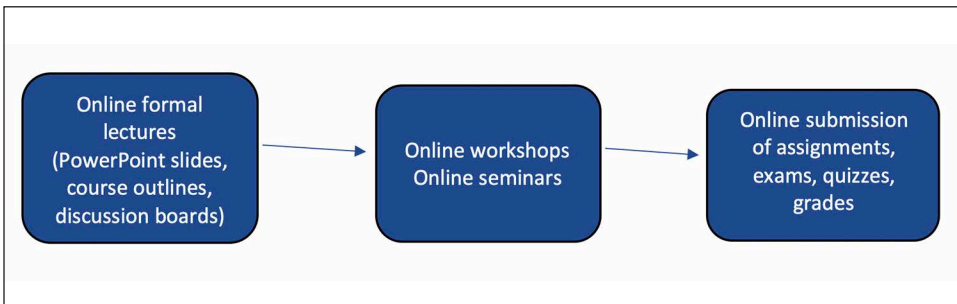 Online formal
lectures
(PowerPoint slides,
course outlines,
discussion boards)
Online workshops
Online seminars
Online submission
of assignments,
exams, quizzes,
grades